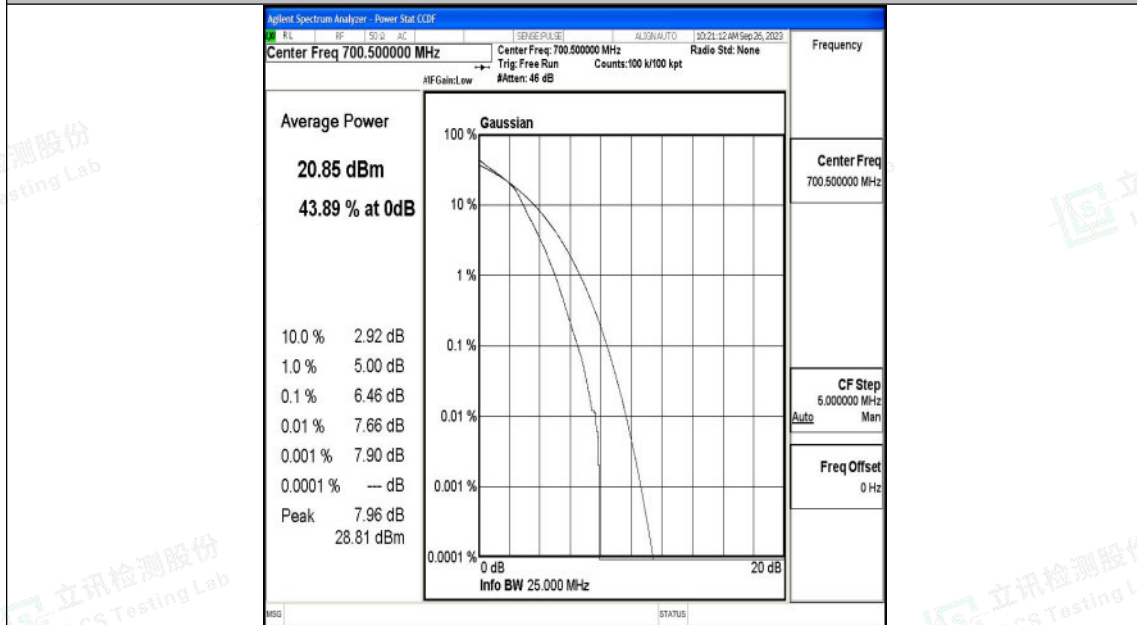 Agilent Spectrum Analyzer - Power Stat CCDF
RL RF 50 Ω AC SENSE:PULSE ALIGNAUTO 10:21:12 AM Sep 26, 2023
Center Freq 700.500000 MHz
Center Freq: 700.500000 MHz
Radio Std: None
Trig: Free Run Counts:100 k/100 kpt
#IFGain:Low #Atten: 46 dB
Frequency
Average Power
20.85 dBm
43.89 % at 0dB
10.0 % 2.92 dB
1.0 % 5.00 dB
0.1 % 6.46 dB
0.01 % 7.66 dB
0.001 % 7.90 dB
0.0001 % --- dB
Peak 7.96 dB
28.81 dBm
Gaussian
100 %
10 %
1 %
0.1 %
0.01 %
0.001 %
0.0001 %
0 dB 20 dB
Info BW 25.000 MHz
Center Freq
700.500000 MHz
CF Step
5.000000 MHz
Auto Man
Freq Offset
0 Hz
MSG STATUS
检测股份
esting Lab
立讯检测股份
CS Testing Lab
立讯检测股份
CS Testing L